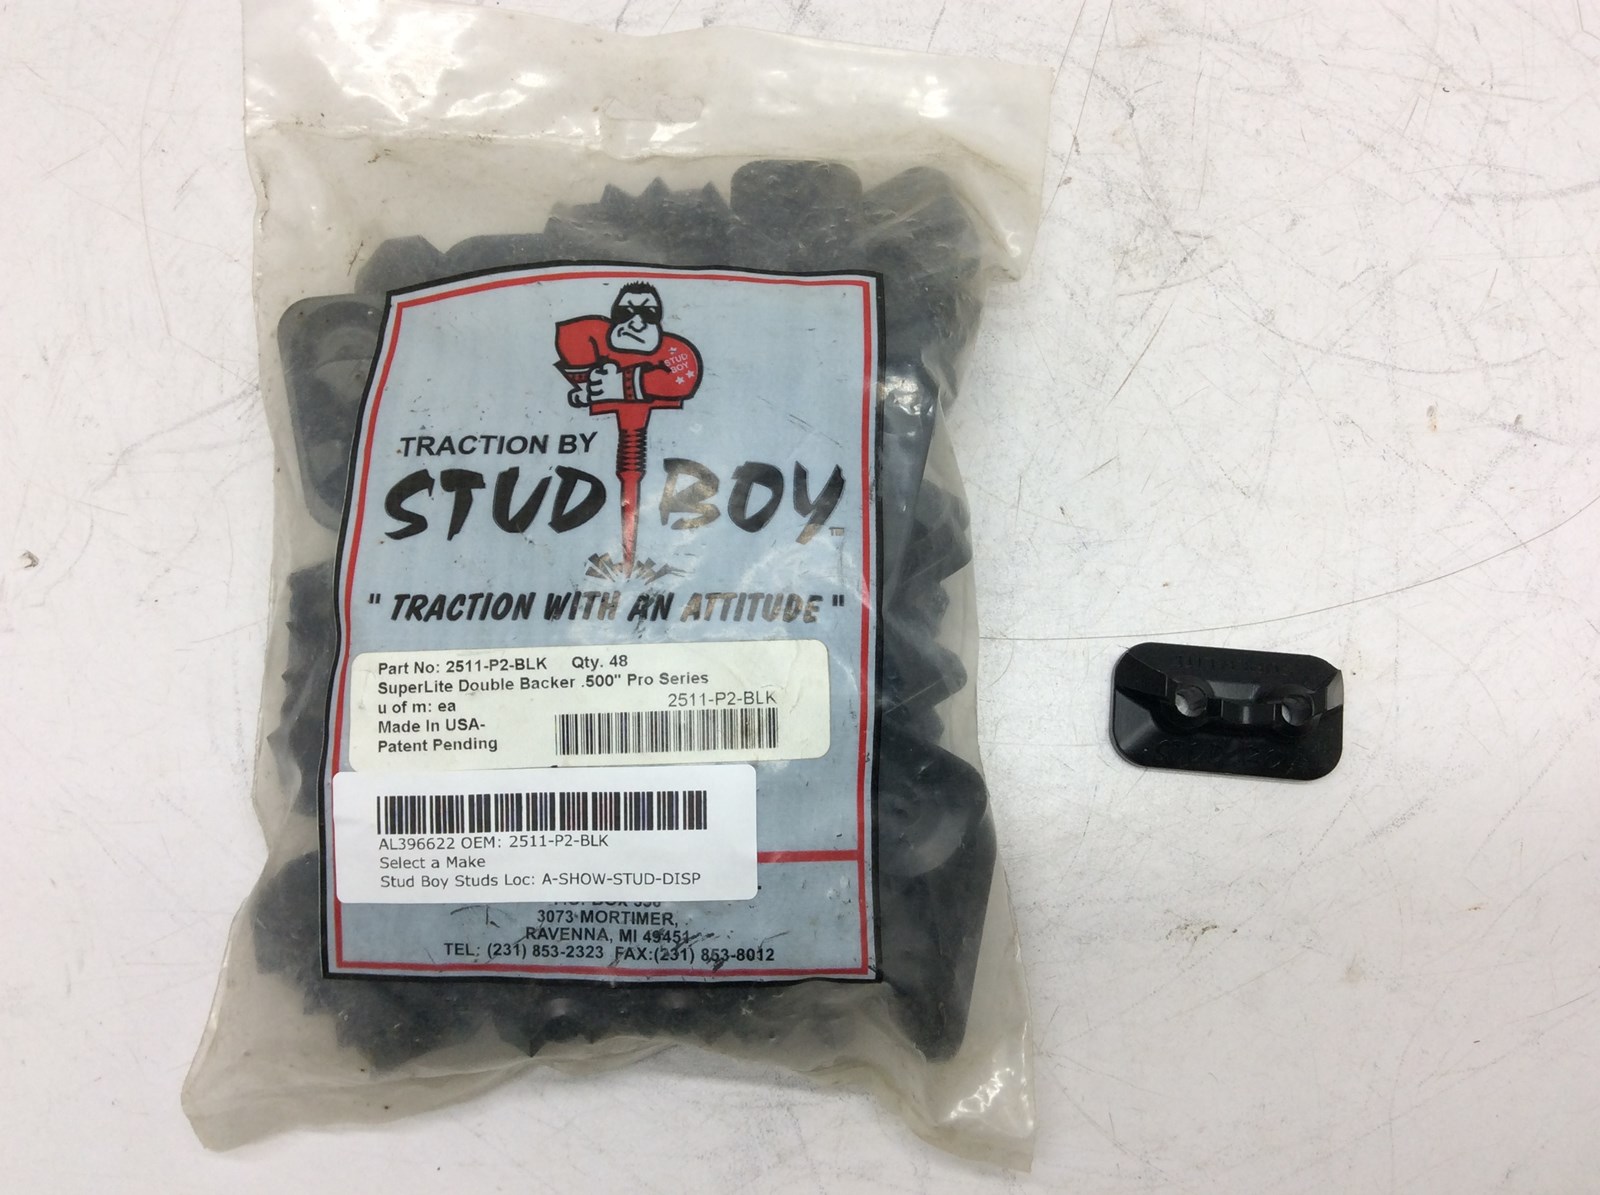 STUD
BOY
TRACTION BY
STUD BOY
TM
" TRACTION WITH AN ATTITUDE "
Part No: 2511-P2-BLK Qty. 48
SuperLite Double Backer .500" Pro Series
u of m: ea
2511-P2-BLK
Made In USA-
Patent Pending
AL396622 OEM: 2511-P2-BLK
Select a Make
Stud Boy Studs Loc: A-SHOW-STUD-DISP
3073 MORTIMER,
RAVENNA, MI 49451
TEL: (231) 853-2323 FAX:(231) 853-8012